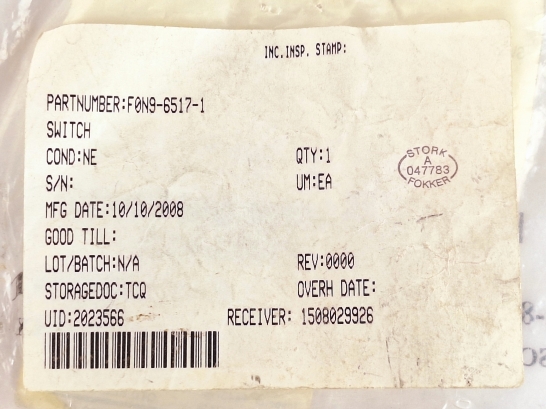 INC.INSP. STAMP:
PARTNUMBER:F0N9-6517-1
SWITCH
COND:NE QTY:1
S/N: UM:EA
STORK
A
047783
FOKKER
MFG DATE:10/10/2008
GOOD TILL:
LOT/BATCH:N/A REV:0000
STORAGEDOC:TCQ OVERH DATE:
UID:2023566 RECEIVER: 1508029926